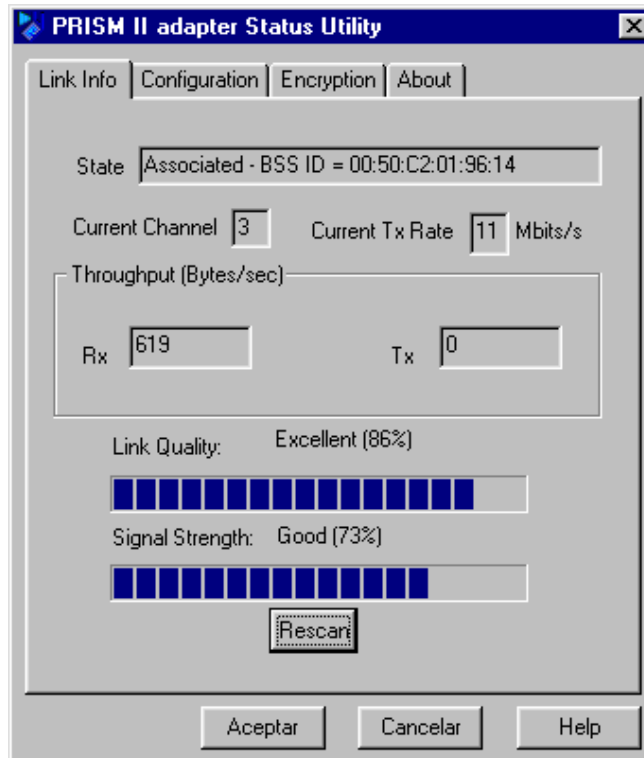 PRISM II adapter Status Utility
Link Info Configuration Encryption About
State Associated - BSS ID = 00:50:C2:01:96:14
Current Channel 3 Current Tx Rate 11 Mbits/s
Throughput (Bytes/sec)
Rx 619 Tx 0
Link Quality: Excellent (86%)
Signal Strength: Good (73%)
Rescan
Aceptar Cancelar Help